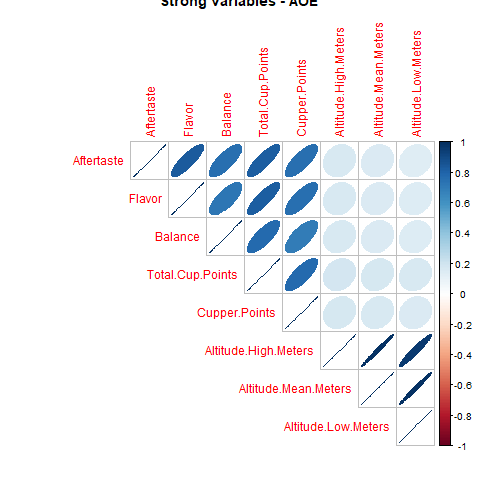 Strong Variables - AOE
Aftertaste
Flavor
Balance
Total.Cup.Points
Cupper.Points
Altitude.High.Meters
Altitude.Mean.Meters
Altitude.Low.Meters
Aftertaste
Flavor
Balance
Total.Cup.Points
Cupper.Points
Altitude.High.Meters
Altitude.Mean.Meters
Altitude.Low.Meters
1
0.8
0.6
0.4
0.2
0
-0.2
-0.4
-0.6
-0.8
-1